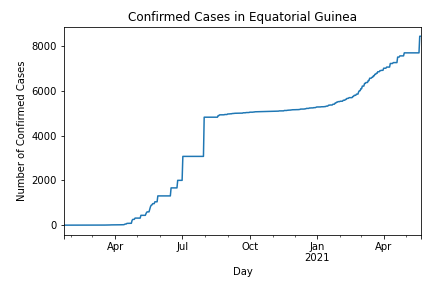 Confirmed Cases in Equatorial Guinea
Number of Confirmed Cases
8000
6000
4000
2000
0
Apr
Jul
Oct
Jan
2021
Apr
Day